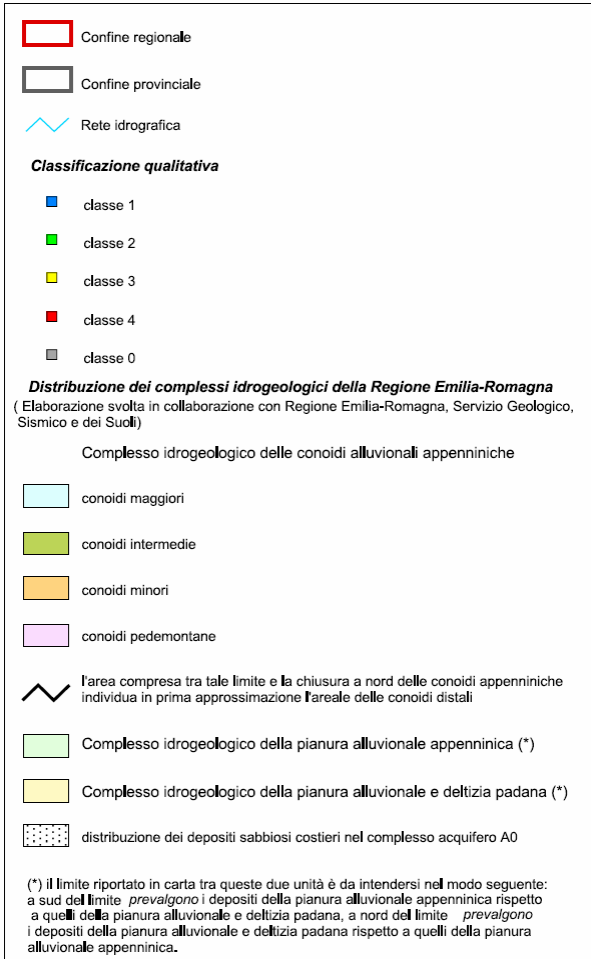 Confine regionale
Confine provinciale
Rete idrografica
Classificazione qualitativa
classe 1
classe 2
classe 3
classe 4
classe 0
Distribuzione dei complessi idrogeologici della Regione Emilia-Romagna
( Elaborazione svolta in collaborazione con Regione Emilia-Romagna, Servizio Geologico,
Sismico e dei Suoli)
Complesso idrogeologico delle conoidi alluvionali appenniniche
conoidi maggiori
conoidi intermedie
conoidi minori
conoidi pedemontane
l'area compresa tra tale limite e la chiusura a nord delle conoidi appenniniche
individua in prima approssimazione l'areale delle conoidi distali
Complesso idrogeologico della pianura alluvionale appenninica (*)
Complesso idrogeologico della pianura alluvionale e deltizia padana (*)
distribuzione dei depositi sabbiosi costieri nel complesso acquifero A0
(*) il limite riportato in carta tra queste due unità è da intendersi nel modo seguente:
a sud del limite prevalgono i depositi della pianura alluvionale appenninica rispetto
a quelli della pianura alluvionale e deltizia padana, a nord del limite prevalgono
i depositi della pianura alluvionale e deltizia padana rispetto a quelli della pianura
alluvionale appenninica.